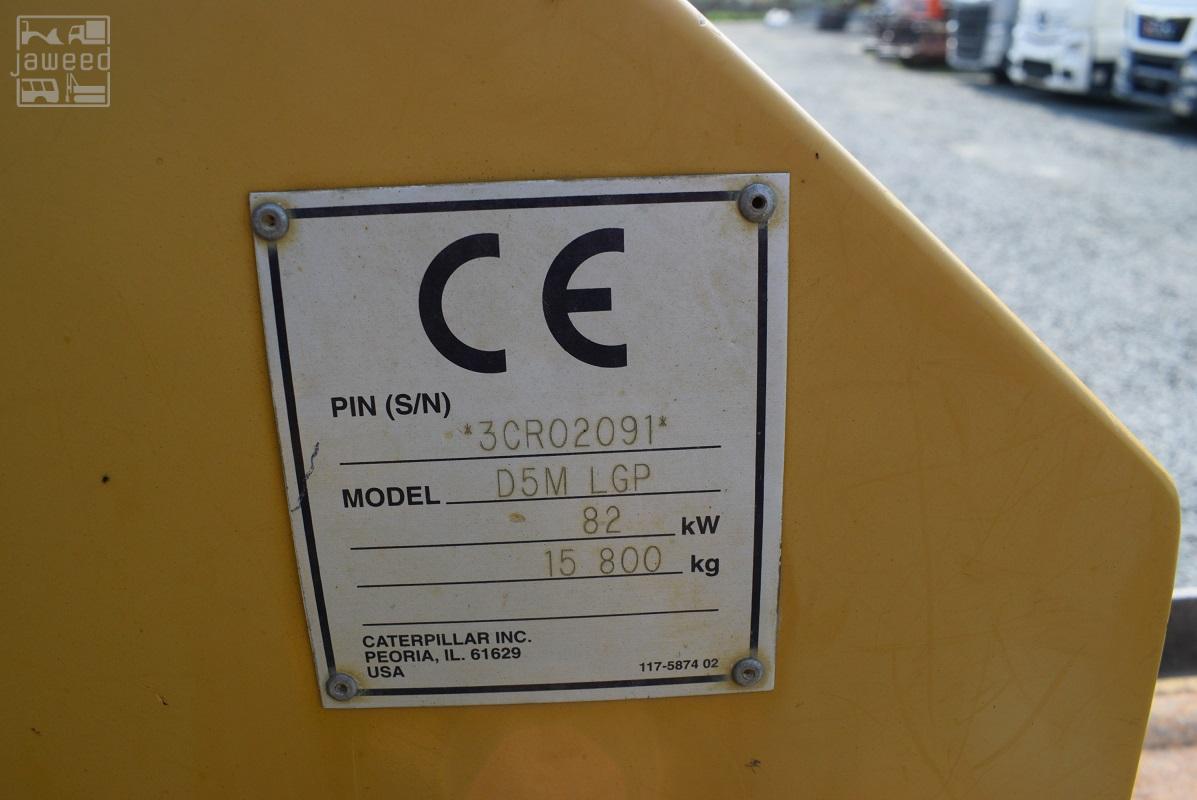 jaweed
CE
PIN (S/N)
*3CR02091*
MODEL D5M LGP
82 kW
15 800 kg
CATERPILLAR INC.
PEORIA, IL. 61629
USA
117-5874 02